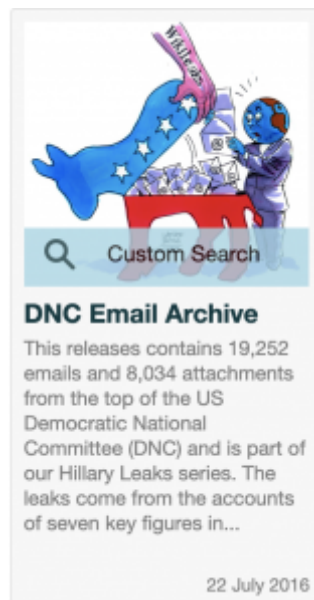 WikiLeaks
Custom Search
DNC Email Archive
This releases contains 19,252
emails and 8,034 attachments
from the top of the US
Democratic National
Committee (DNC) and is part of
our Hillary Leaks series. The
leaks come from the accounts
of seven key figures in...
22 July 2016